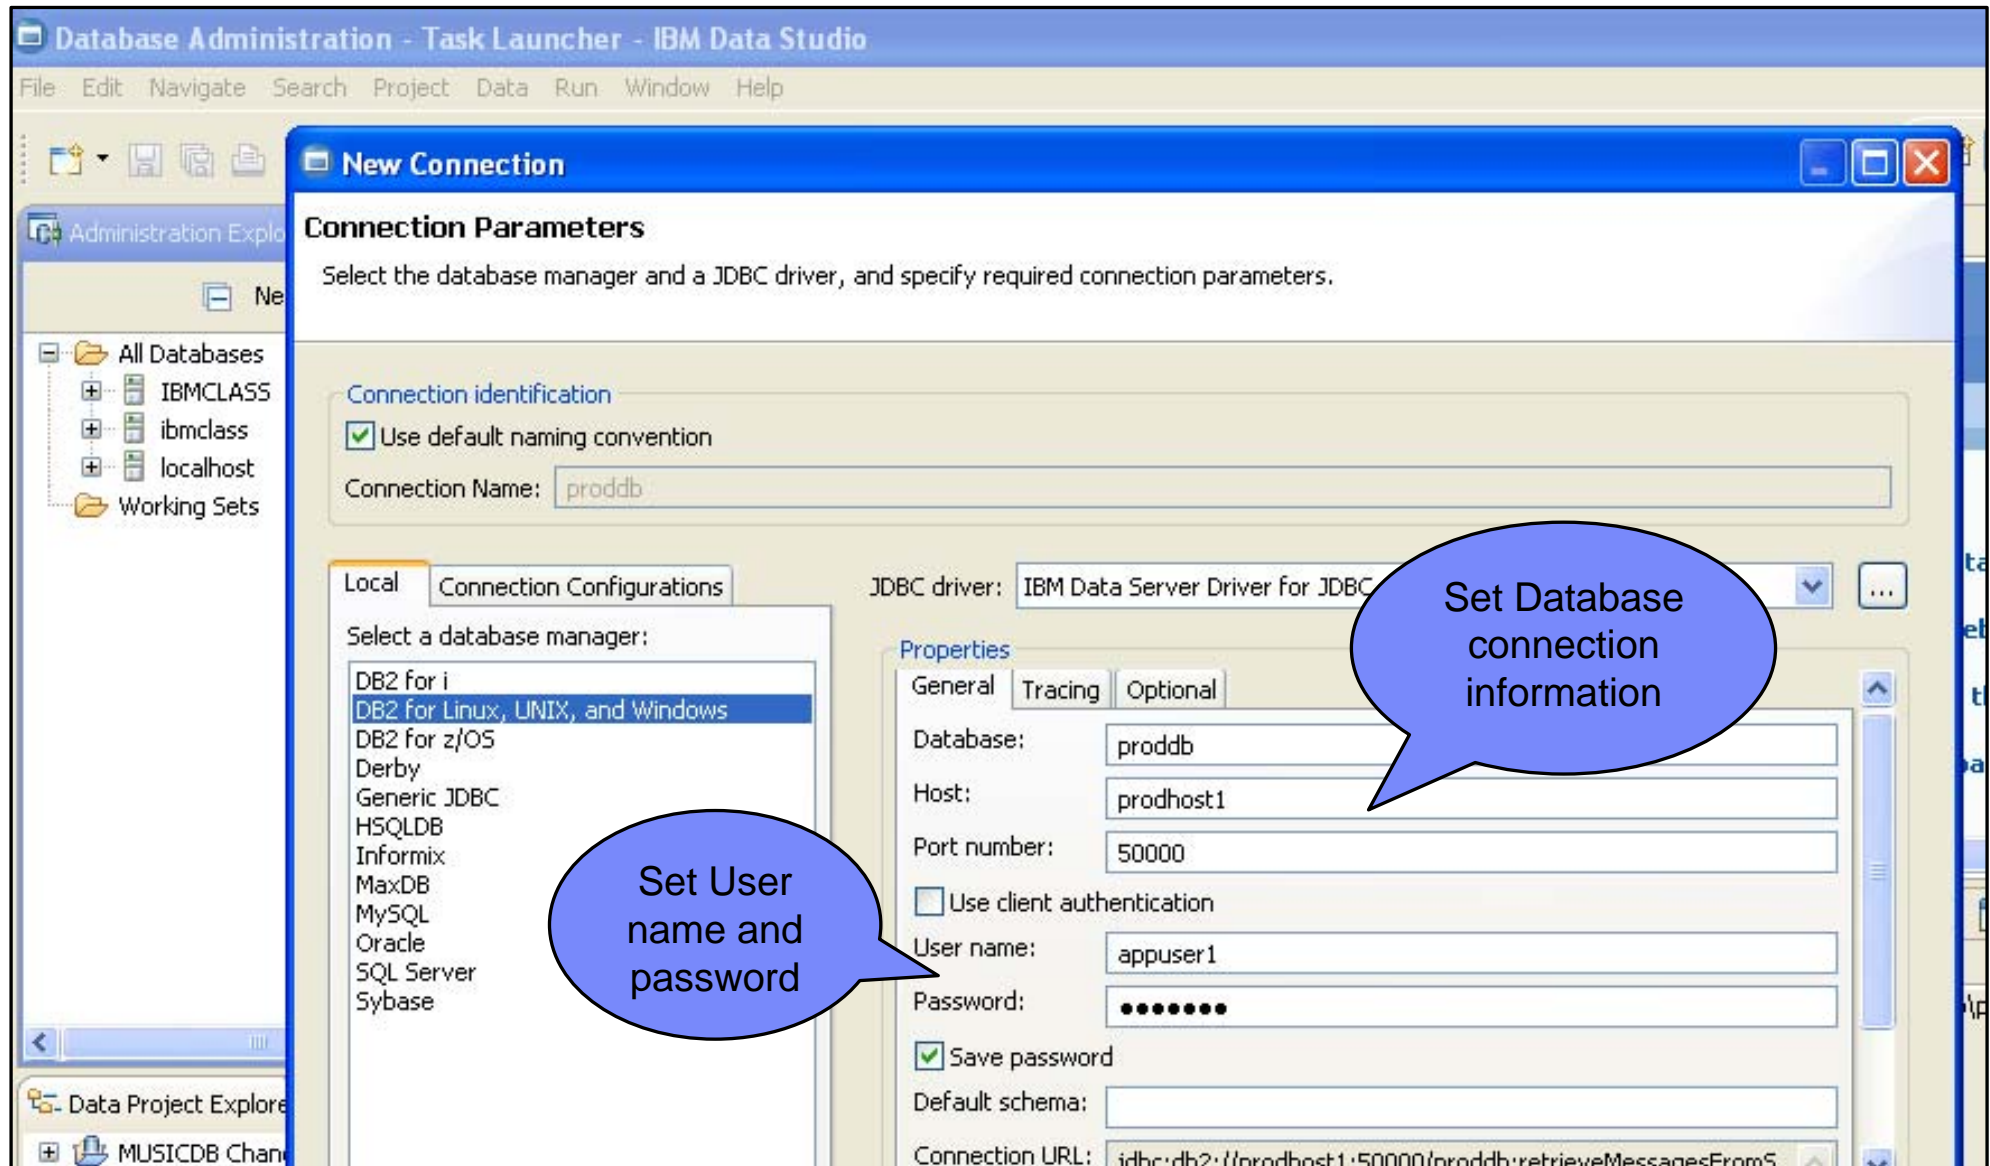 Database Administration - Task Launcher - IBM Data Studio
File Edit Navigate Search Project Data Run Window Help
New Connection
Administration Explo
Connection Parameters
Select the database manager and a JDBC driver, and specify required connection parameters.
Ne
All Databases
IBMCLASS
ibmclass
localhost
Working Sets
Connection identification
Use default naming convention
Connection Name: proddb
Local
Connection Configurations
Select a database manager:
DB2 for i
DB2 for Linux, UNIX, and Windows
DB2 for z/OS
Derby
Generic JDBC
HSQLDB
Informix
MaxDB
MySQL
Oracle
SQL Server
Sybase
Set User
name and
password
JDBC driver: IBM Data Server Driver for JDBC
...
Set Database
connection
information
Properties
General Tracing Optional
Database: proddb
Host: prodhost1
Port number: 50000
Use client authentication
User name: appuser1
Password: •••••••
Save password
Default schema:
Connection URL: jdbc:db2://prodhost1:50000/proddb:retrieveMessagesFromS
Data Project Explore
MUSICDB Chan